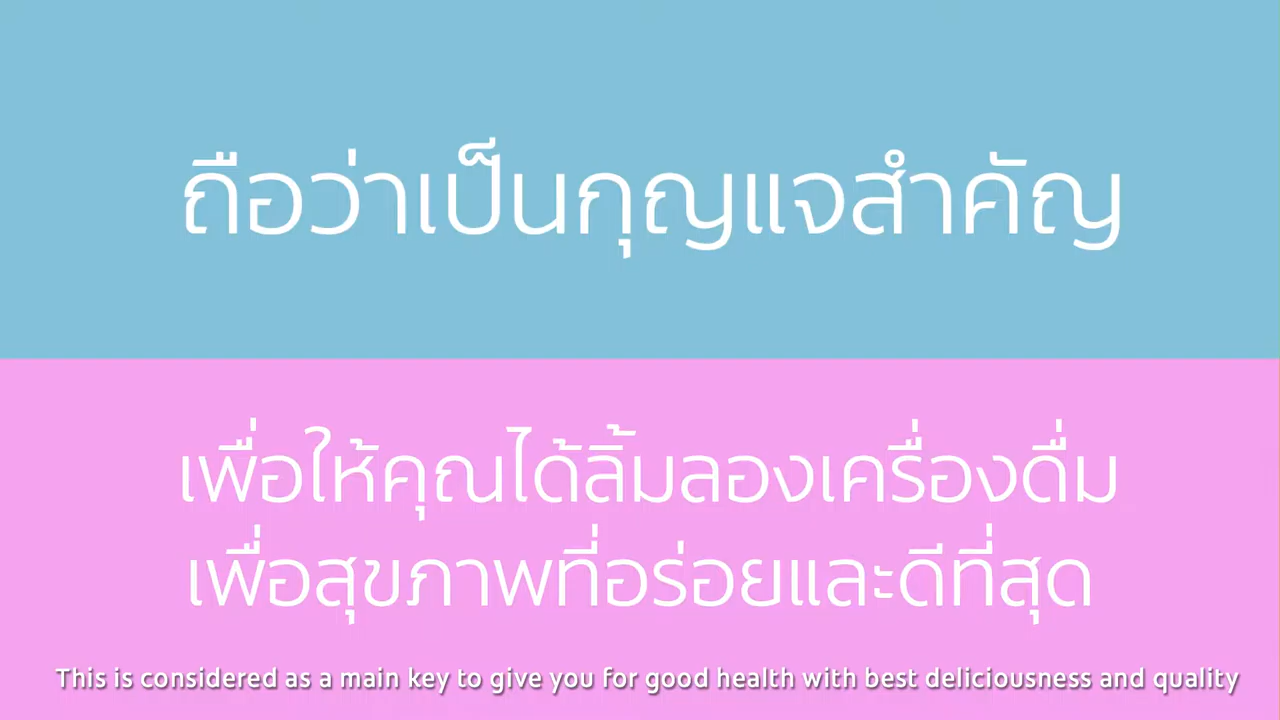 ถือว่าเป็นกุญแจสำคัญ
เพื่อให้คุณได้ลิ้มลองเครื่องดื่ม
เพื่อสุขภาพที่อร่อยและดีที่สุด
This is considered as a main key to give you for good health with best deliciousness and quality